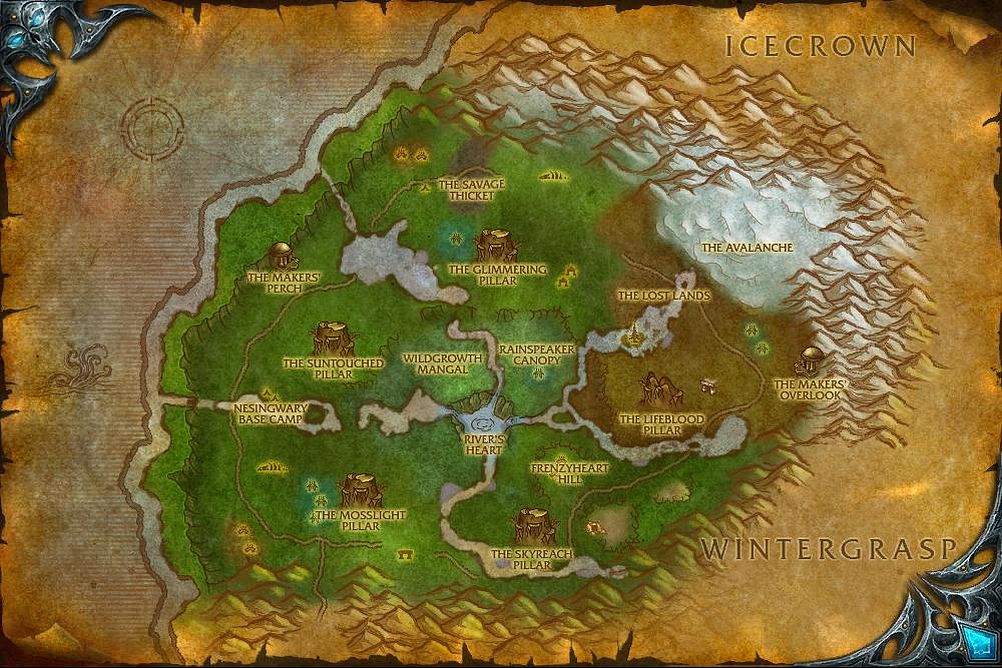 ICECROWN
THE SAVAGE
THICKET
THE AVALANCHE
THE GLIMMERING
PILLAR
THE MAKERS'
PERCH
THE LOST LANDS
RAINSPEAKER
CANOPY
WILDGROWTH
MANGAL
THE SUNTOUCHED
PILLAR
THE MAKERS'
OVERLOOK
NESINGWARY
BASE CAMP
THE LIFEBLOOD
PILLAR
RIVER'S
HEART
FRENZYHEART
HILL
THE MOSSLIGHT
PILLAR
THE SKYREACH
PILLAR
WINTERGRASP